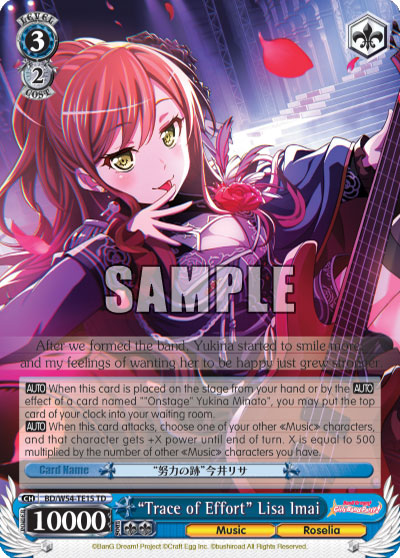 LEVEL
3
2
COST
SAMPLE
After we formed the band, Yukina started to smile more,
and my feelings of wanting her to be happy just grew stronger.
AUTO When this card is placed on the stage from your hand or by the AUTO
effect of a card named ""Onstage" Yukina Minato", you may put the top
card of your clock into your waiting room.
AUTO When this card attacks, choose one of your other «Music» characters,
and that character gets +X power until end of turn. X is equal to 500
multiplied by the number of other «Music» characters you have.
Card Name
"努力の跡"今井リサ
CH
BD/W54-TE15 TD
10000
"Trace of Effort" Lisa Imai
Music
Roselia
©BanG Dream! Project ©Craft Egg Inc. ©bushiroad All Rights Reserved.